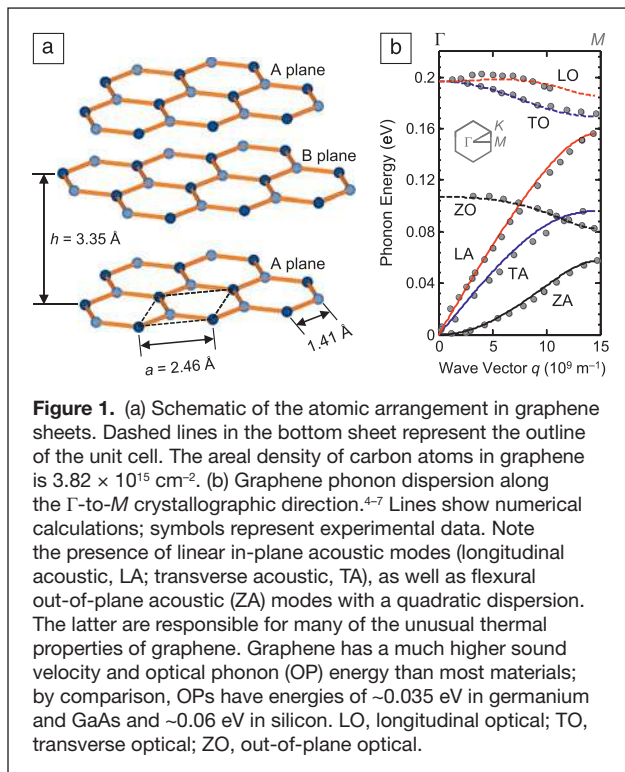 a
A plane
B plane
h = 3.35 Å
A plane
a = 2.46 Å
1.41 Å
b
Γ
M
0.2
0.16
0.12
0.08
0.04
0
Phonon Energy (eV)
LO
TO
K
Γ
M
ZO
LA
TA
ZA
0 5 10 15
Wave Vector q (10⁹ m⁻¹)
Figure 1. (a) Schematic of the atomic arrangement in graphene
sheets. Dashed lines in the bottom sheet represent the outline
of the unit cell. The areal density of carbon atoms in graphene
is 3.82 × 10¹⁵ cm⁻². (b) Graphene phonon dispersion along
the Γ-to-M crystallographic direction.⁴⁻⁷ Lines show numerical
calculations; symbols represent experimental data. Note
the presence of linear in-plane acoustic modes (longitudinal
acoustic, LA; transverse acoustic, TA), as well as flexural
out-of-plane acoustic (ZA) modes with a quadratic dispersion.
The latter are responsible for many of the unusual thermal
properties of graphene. Graphene has a much higher sound
velocity and optical phonon (OP) energy than most materials;
by comparison, OPs have energies of ~0.035 eV in germanium
and GaAs and ~0.06 eV in silicon. LO, longitudinal optical; TO,
transverse optical; ZO, out-of-plane optical.